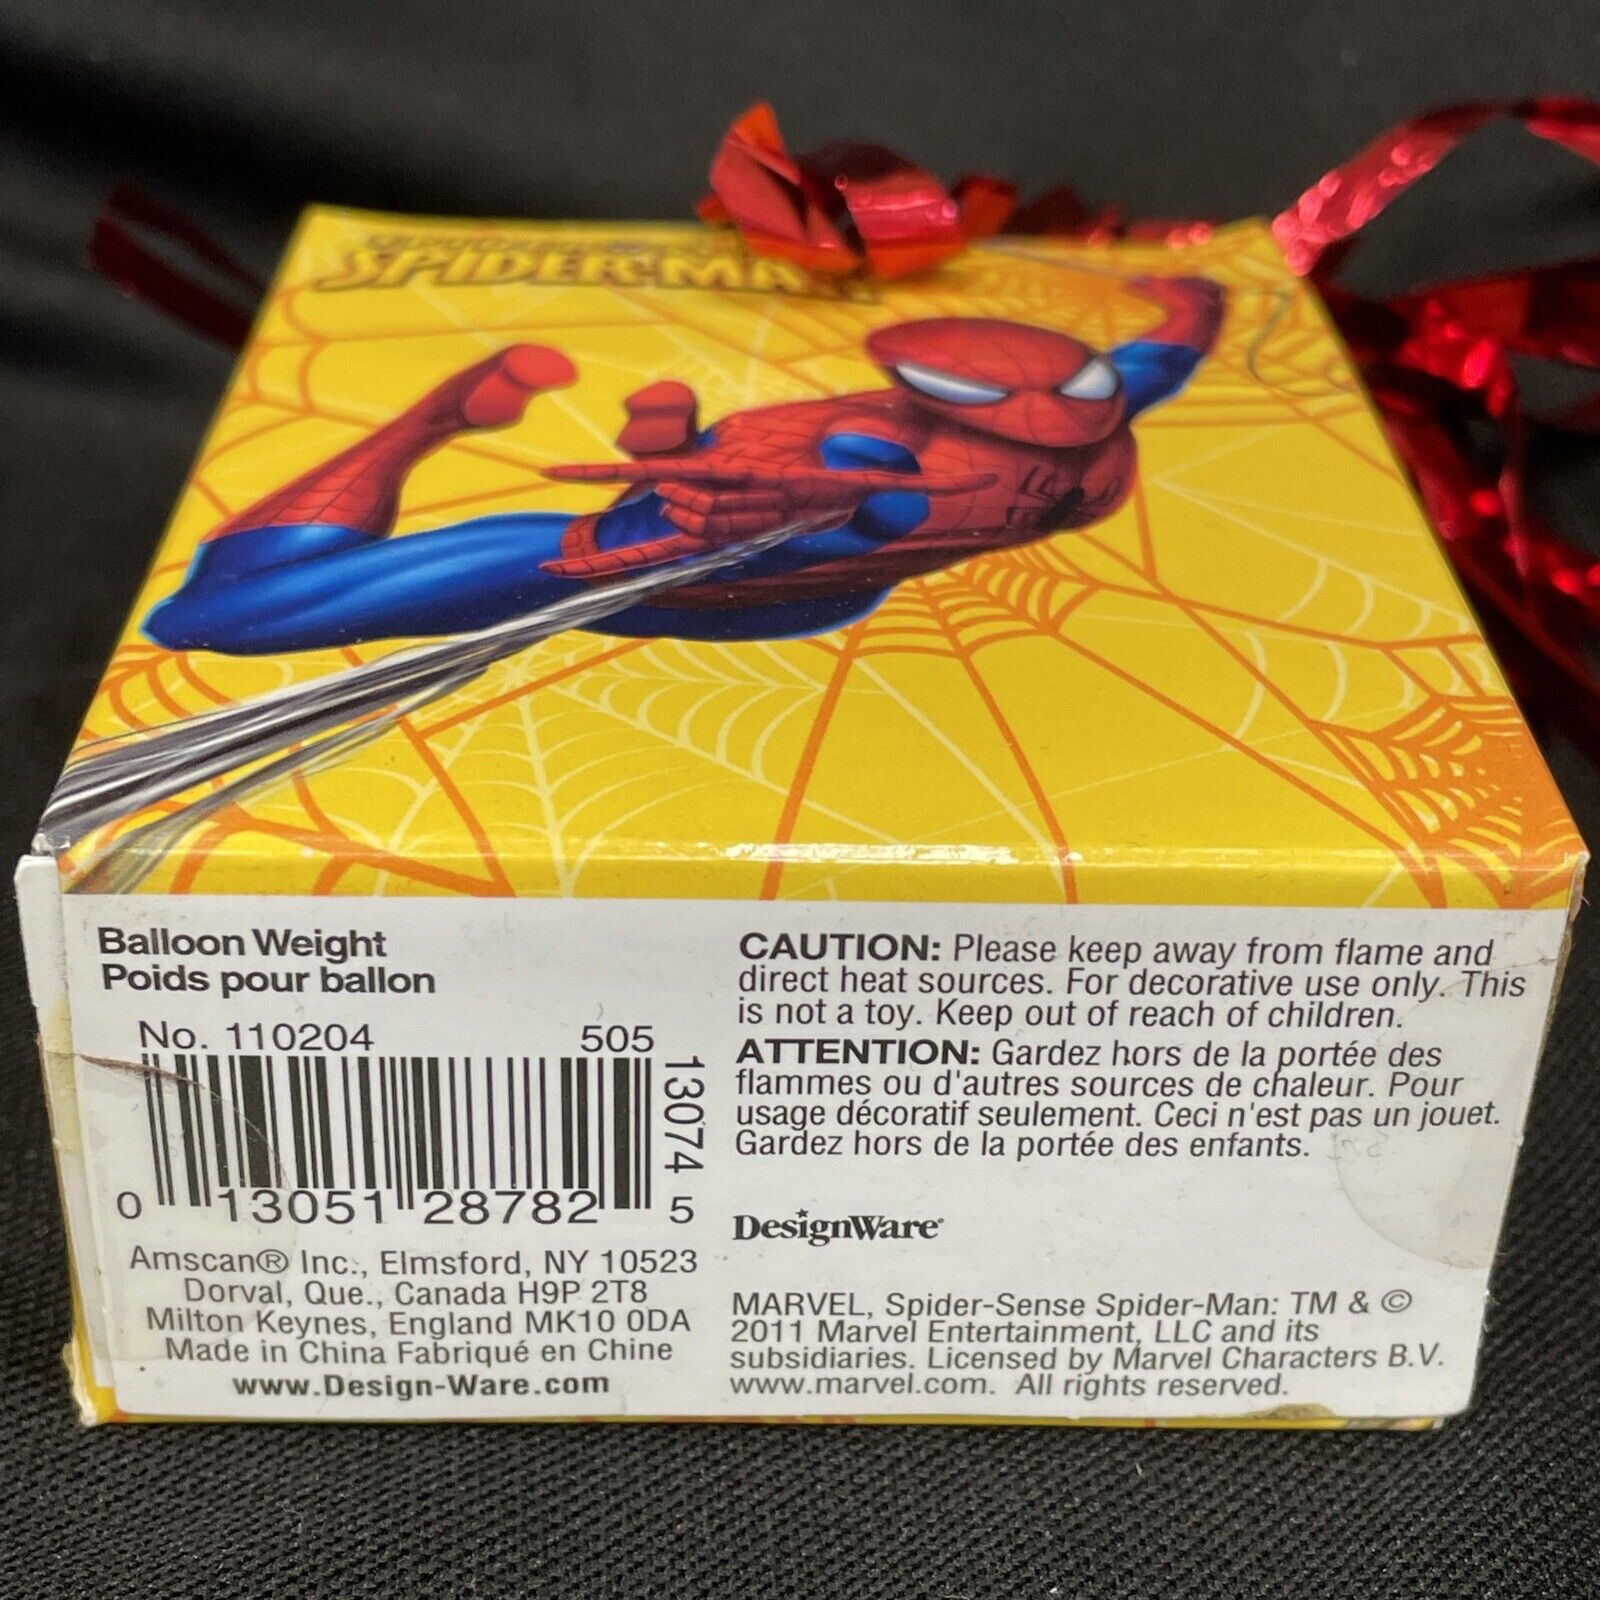 SPIDER-MAN
Balloon Weight
Poids pour ballon
No. 110204 505
13074
0 13051 28782 5
Amscan® Inc., Elmsford, NY 10523
Dorval, Que., Canada H9P 2T8
Milton Keynes, England MK10 0DA
Made in China Fabriqué en Chine
www.Design-Ware.com
CAUTION: Please keep away from flame and
direct heat sources. For decorative use only. This
is not a toy. Keep out of reach of children.
ATTENTION: Gardez hors de la portée des
flammes ou d'autres sources de chaleur. Pour
usage décoratif seulement. Ceci n'est pas un jouet.
Gardez hors de la portée des enfants.
DesignWare®
MARVEL, Spider-Sense Spider-Man: TM & ©
2011 Marvel Entertainment, LLC and its
subsidiaries. Licensed by Marvel Characters B.V.
www.marvel.com. All rights reserved.